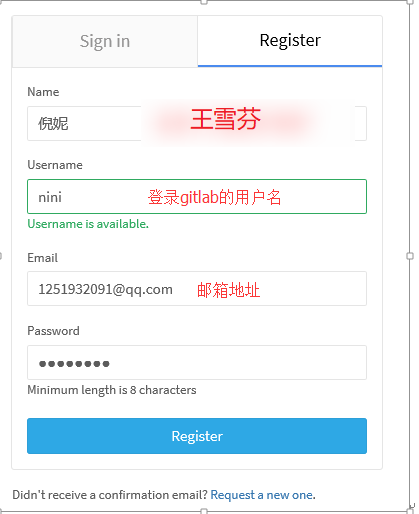 Sign in Register
Name
倪妮 王雪芬
Username
nini 登录gitlab的用户名
Username is available.
Email
1251932091@qq.com 邮箱地址
Password
●●●●●●●●
Minimum length is 8 characters
Register
Didn't receive a confirmation email? Request a new one.